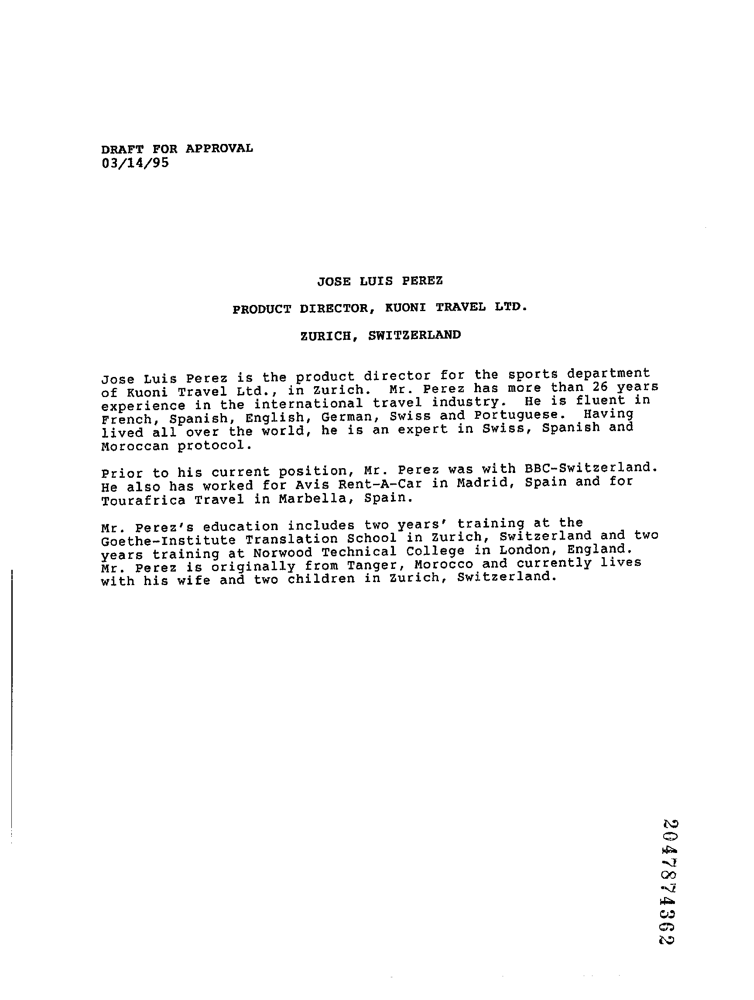 DRAFT FOR APPROVAL
03/14/95
JOSE LUIS PEREZ
PRODUCT DIRECTOR, KUONI TRAVEL LTD.
ZURICH, SWITZERLAND
Jose Luis Perez is the product director for the sports department
of Kuoni Travel Ltd., in Zurich.  Mr. Perez has more than 26 years
experience in the international travel industry.  He is fluent in
French, Spanish, English, German, Swiss and Portuguese.  Having
lived all over the world, he is an expert in Swiss, Spanish and
Moroccan protocol.
Prior to his current position, Mr. Perez was with BBC-Switzerland.
He also has worked for Avis Rent-A-Car in Madrid, Spain and for
Tourafrica Travel in Marbella, Spain.
Mr. Perez's education includes two years' training at the
Goethe-Institute Translation School in Zurich, Switzerland and two
years training at Norwood Technical College in London, England.
Mr. Perez is originally from Tanger, Morocco and currently lives
with his wife and two children in Zurich, Switzerland.
2047874362